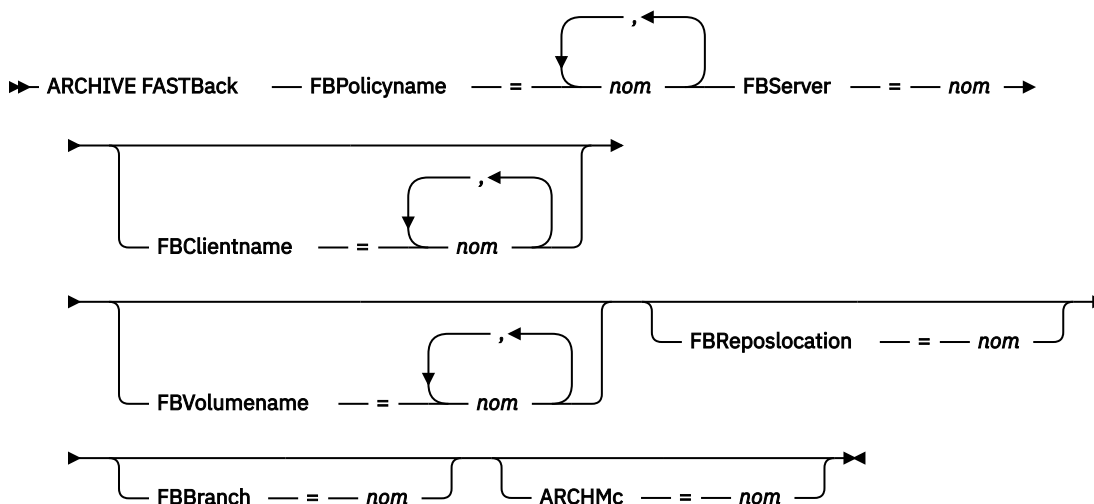 ,
ARCHIVE FASTBack — FBPolicyname — = — nom — FBServer — = — nom
,
FBClientname — = — nom
,
FBReposlocation — = — nom
FBVolumename — = — nom
FBBranch — = — nom ARCHMc — = — nom